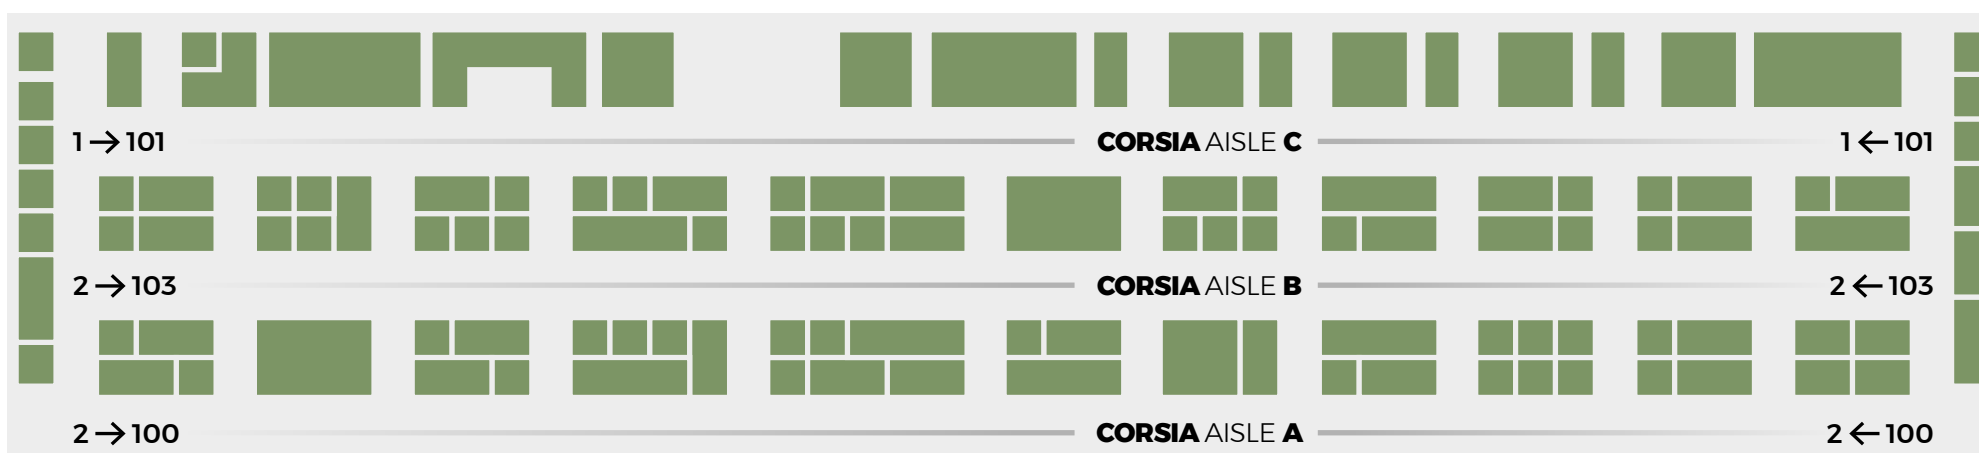 1 → 101 CORSIA AISLE C 1 ← 101
2 → 103 CORSIA AISLE B 2 ← 103
2 → 100 CORSIA AISLE A 2 ← 100